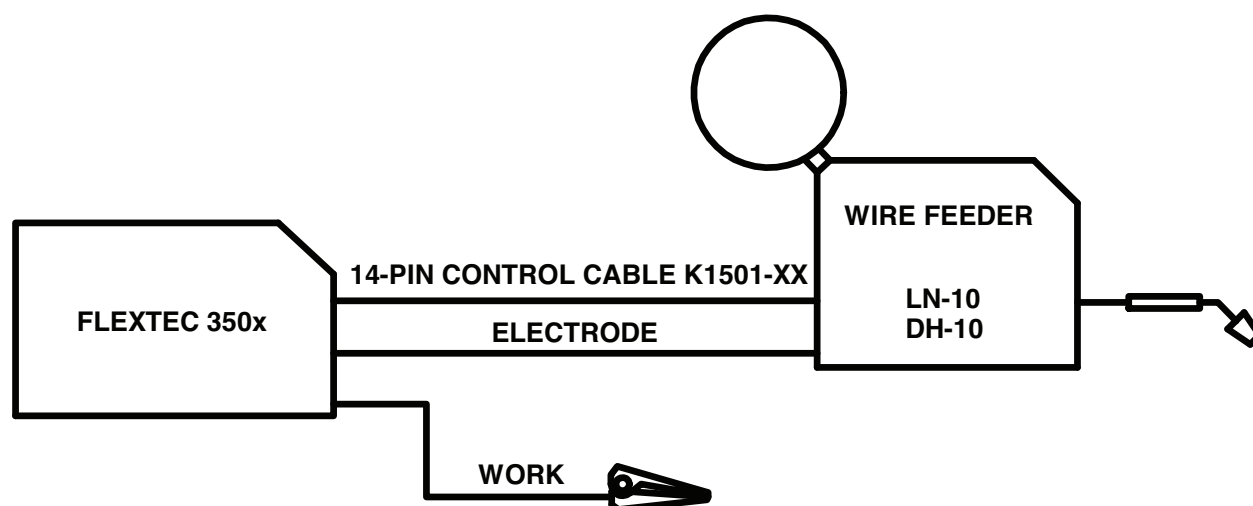 WIRE FEEDER
14-PIN CONTROL CABLE K1501-XX
LN-10
DH-10
FLEXTEC 350x
ELECTRODE
WORK